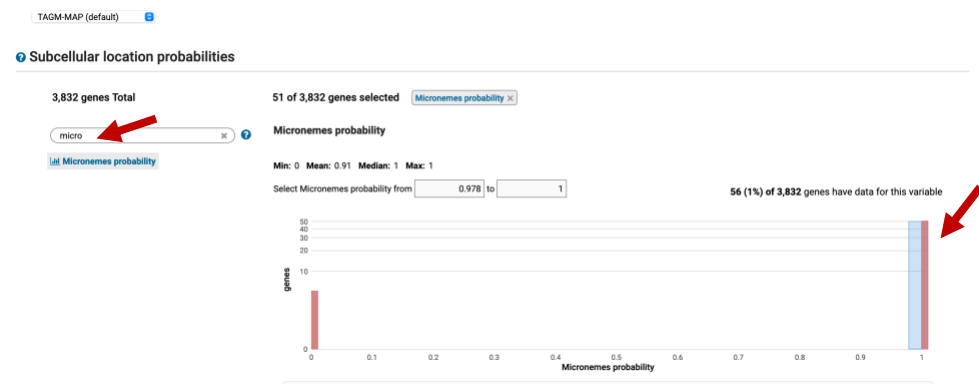 TAGM-MAP (default)
Subcellular location probabilities
3,832 genes Total
51 of 3,832 genes selected Micronemes probability ×
micro ×
Micronemes probability
Micronemes probability
Min: 0 Mean: 0.91 Median: 1 Max: 1
Select Micronemes probability from 0.978 to 1
56 (1%) of 3,832 genes have data for this variable
50
40
30
20
10
0
genes
0 0.1 0.2 0.3 0.4 0.5 0.6 0.7 0.8 0.9 1
Micronemes probability